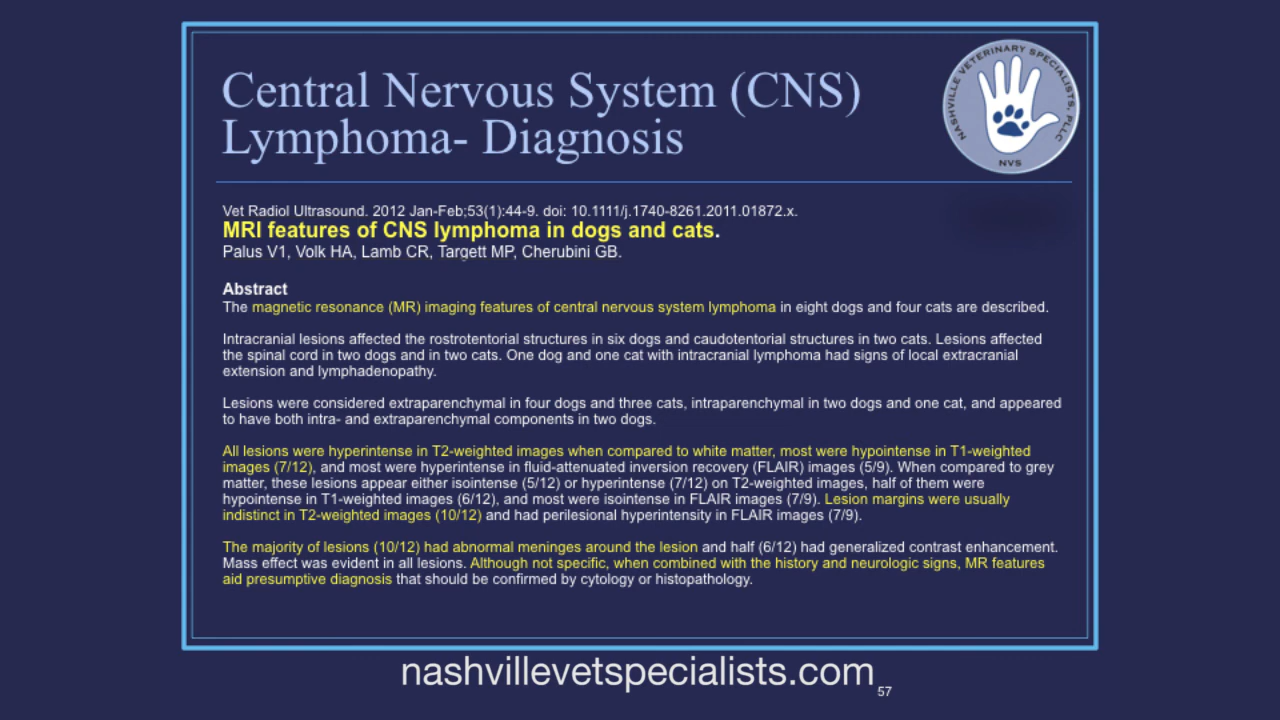 Central Nervous System (CNS)
Lymphoma- Diagnosis
NASHVILLE VETERINARY SPECIALISTS, PLLC
NVS
Vet Radiol Ultrasound. 2012 Jan-Feb;53(1):44-9. doi: 10.1111/j.1740-8261.2011.01872.x.
MRI features of CNS lymphoma in dogs and cats.
Palus V1, Volk HA, Lamb CR, Targett MP, Cherubini GB.
Abstract
The magnetic resonance (MR) imaging features of central nervous system lymphoma in eight dogs and four cats are described.
Intracranial lesions affected the rostrotentorial structures in six dogs and caudotentorial structures in two cats. Lesions affected
the spinal cord in two dogs and in two cats. One dog and one cat with intracranial lymphoma had signs of local extracranial
extension and lymphadenopathy.
Lesions were considered extraparenchymal in four dogs and three cats, intraparenchymal in two dogs and one cat, and appeared
to have both intra- and extraparenchymal components in two dogs.
All lesions were hyperintense in T2-weighted images when compared to white matter, most were hypointense in T1-weighted
images (7/12), and most were hyperintense in fluid-attenuated inversion recovery (FLAIR) images (5/9). When compared to grey
matter, these lesions appear either isointense (5/12) or hyperintense (7/12) on T2-weighted images, half of them were
hypointense in T1-weighted images (6/12), and most were isointense in FLAIR images (7/9). Lesion margins were usually
indistinct in T2-weighted images (10/12) and had perilesional hyperintensity in FLAIR images (7/9).
The majority of lesions (10/12) had abnormal meninges around the lesion and half (6/12) had generalized contrast enhancement.
Mass effect was evident in all lesions. Although not specific, when combined with the history and neurologic signs, MR features
aid presumptive diagnosis that should be confirmed by cytology or histopathology.
nashvillevetspecialists.com
57